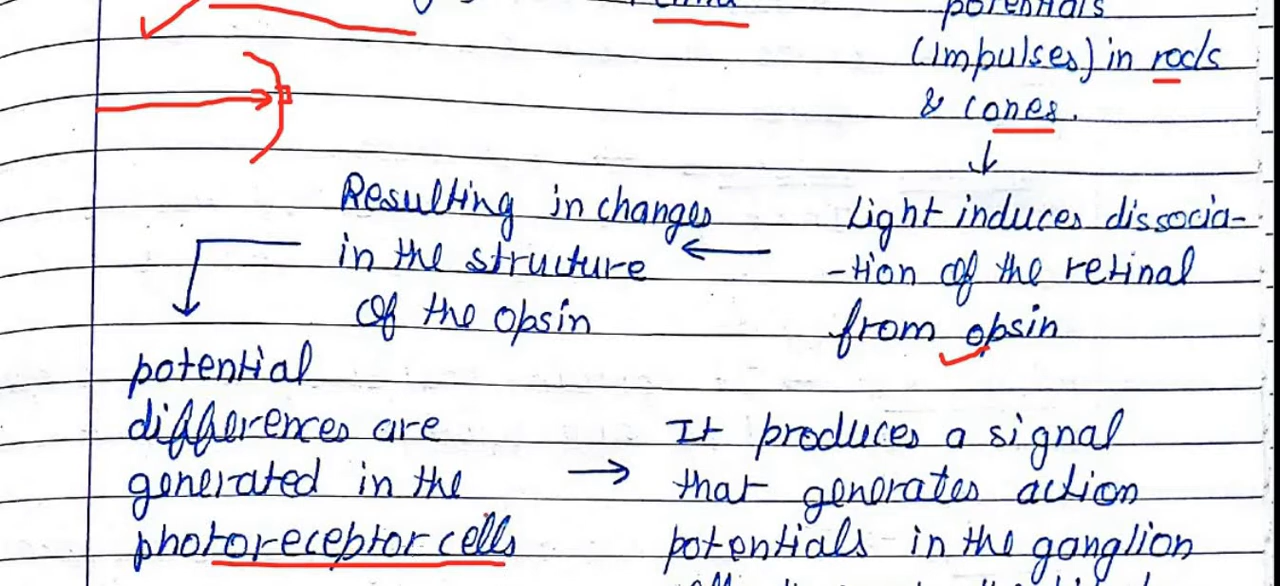 potentials
(impulses) in rods
& cones.
↓
Light induces dissocia-
-tion of the retinal
from opsin
←
Resulting in changes
in the structure
of the opsin
potential
differences are
generated in the
photoreceptor cells
→
It produces a signal
that generates action
potentials in the ganglion